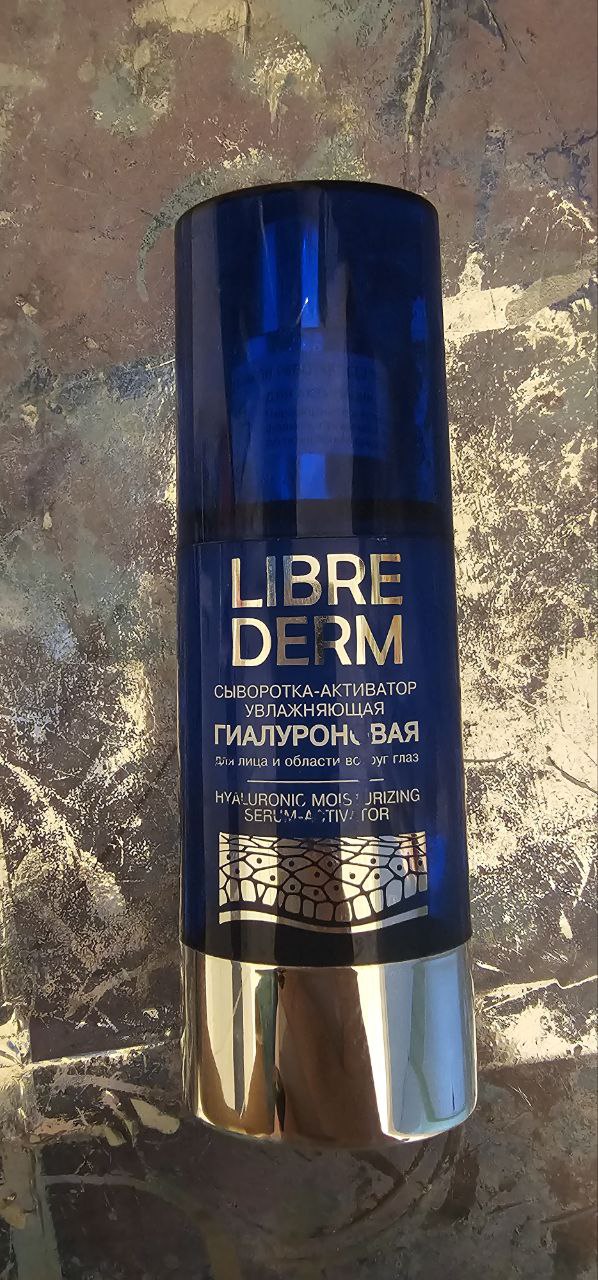 LIBRE
DERM
СЫВОРОТКА-АКТИВАТОР
УВЛАЖНЯЮЩАЯ
ГИАЛУРОНОВАЯ
для лица и области вокруг глаз
HYALURONIC MOISTURIZING
SERUM-ACTIVATOR